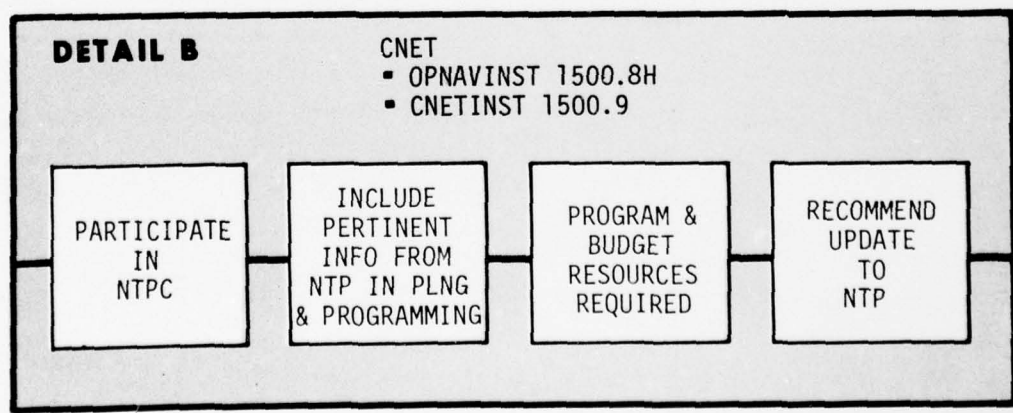 DETAIL B
CNET
▪ OPNAVINST 1500.8H
▪ CNETINST 1500.9
PARTICIPATE
IN
NTPC
INCLUDE
PERTINENT
INFO FROM
NTP IN PLNG
& PROGRAMMING
PROGRAM &
BUDGET
RESOURCES
REQUIRED
RECOMMEND
UPDATE
TO
NTP